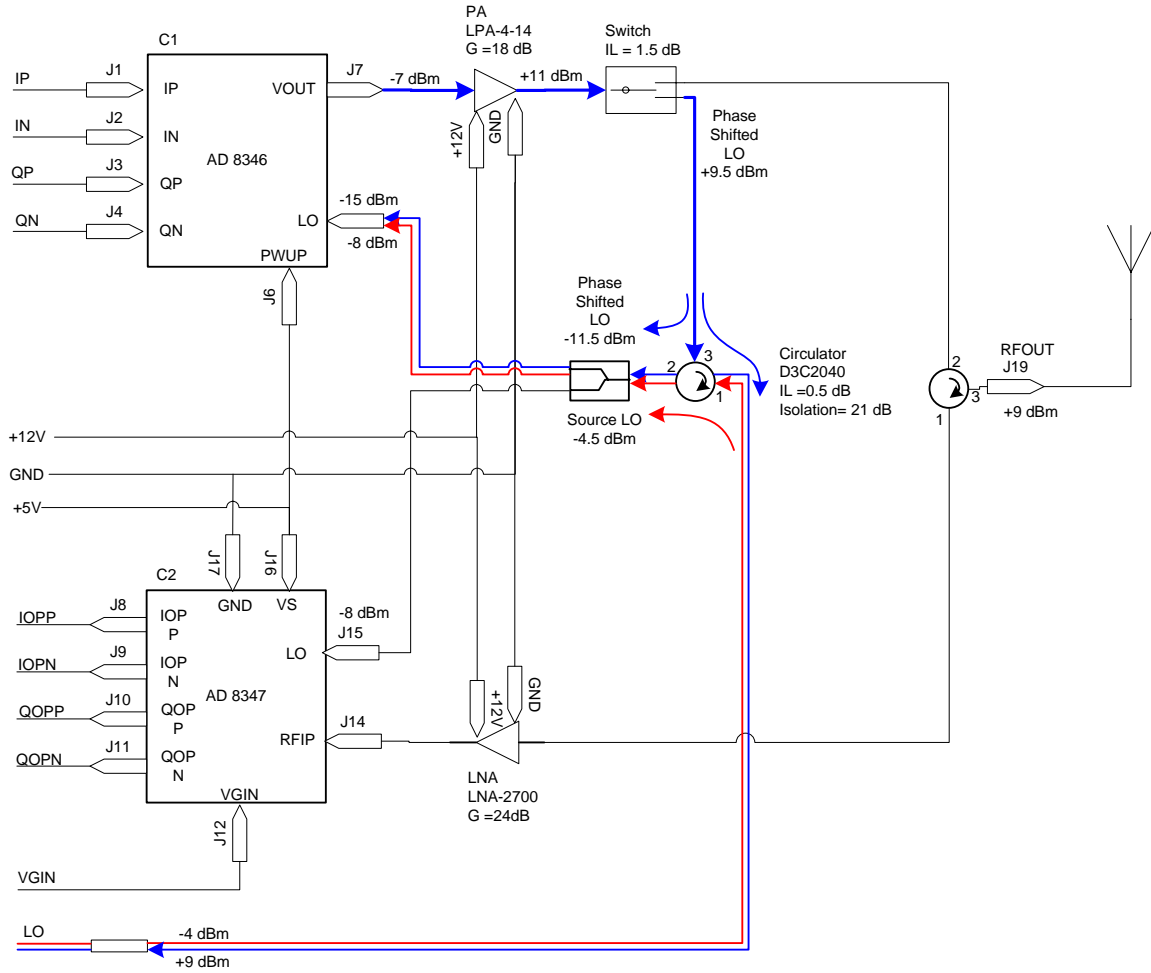 PA
LPA-4-14
G =18 dB
Switch
IL = 1.5 dB
C1
IP
J1
IP
VOUT
J7
-7 dBm
+11 dBm
IN
J2
IN
QP
J3
QP
QN
J4
QN
AD 8346
LO
-15 dBm
-8 dBm
PWUP
J6
+12V
GND
Phase
Shifted
LO
+9.5 dBm
Phase
Shifted
LO
-11.5 dBm
2
3
1
Source LO
-4.5 dBm
Circulator
D3C2040
IL =0.5 dB
Isolation= 21 dB
2
3
1
RFOUT
J19
+9 dBm
+12V
GND
+5V
J17
J16
C2
GND
VS
IOPP
J8
IOP
P
IOPN
J9
IOP
N
QOPP
J10
QOP
P
QOPN
J11
QOP
N
AD 8347
LO
-8 dBm
J15
RFIP
J14
VGIN
J12
+12V
GND
LNA
LNA-2700
G =24dB
VGIN
LO
-4 dBm
+9 dBm